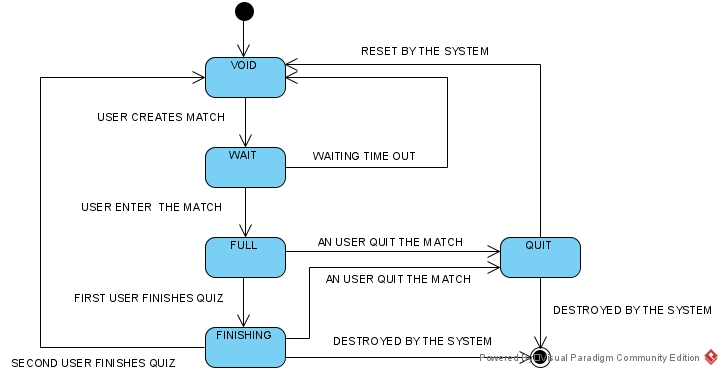 RESET BY THE SYSTEM
VOID
USER CREATES MATCH
WAIT
WAITING TIME OUT
USER ENTER THE MATCH
FULL
AN USER QUIT THE MATCH
QUIT
AN USER QUIT THE MATCH
FIRST USER FINISHES QUIZ
DESTROYED BY THE SYSTEM
FINISHING
DESTROYED BY THE SYSTEM
Powered by Visual Paradigm Community Edition
SECOND USER FINISHES QUIZ